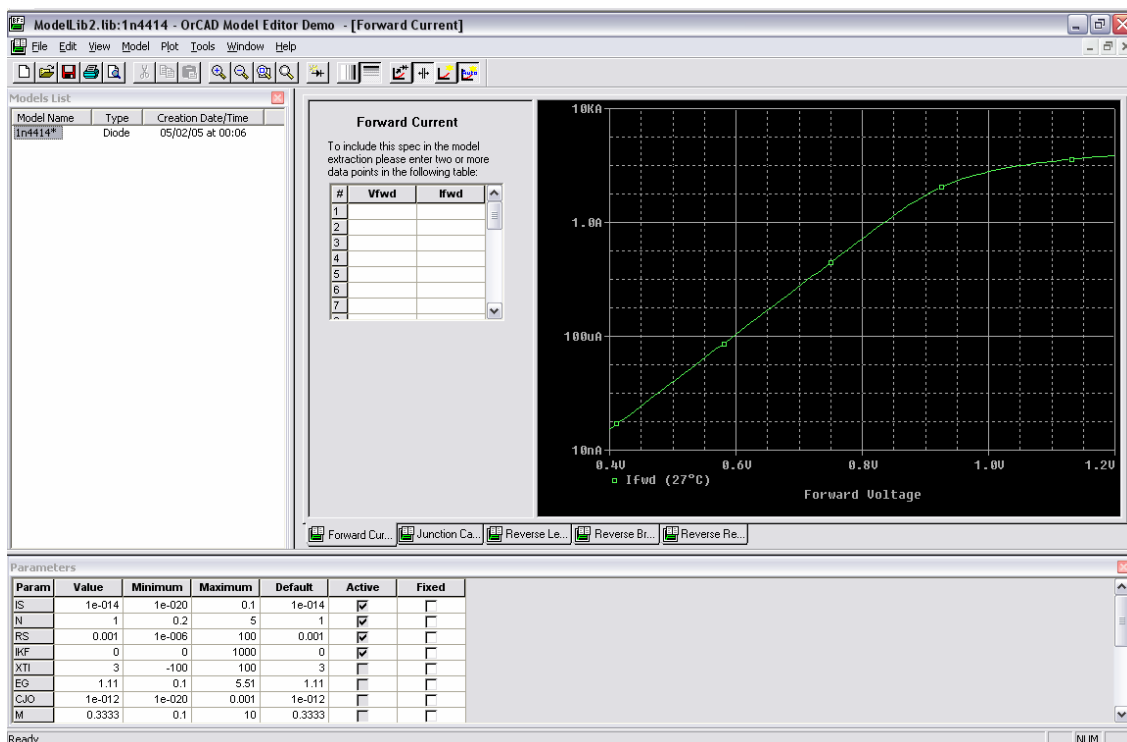 ModelLib2.lib:1n4414 - OrCAD Model Editor Demo - [Forward Current]
File Edit View Model Plot Tools Window Help
Models List
Model Name Type Creation Date/Time
1n4414* Diode 05/02/05 at 00:06
Forward Current
To include this spec in the model
extraction please enter two or more
data points in the following table:
# Vfwd Ifwd
1
2
3
4
5
6
7
10KA
1.0A
100uA
10nA
0.4V 0.6V 0.8V 1.0V 1.2V
Ifwd (27°C)
Forward Voltage
Forward Cur... Junction Ca... Reverse Le... Reverse Br... Reverse Re...
Parameters
Param Value Minimum Maximum Default Active Fixed
IS 1e-014 1e-020 0.1 1e-014
N 1 0.2 5 1
RS 0.001 1e-006 100 0.001
IKF 0 0 1000 0
XTI 3 -100 100 3
EG 1.11 0.1 5.51 1.11
CJO 1e-012 1e-020 0.001 1e-012
M 0.3333 0.1 10 0.3333
Ready NUM